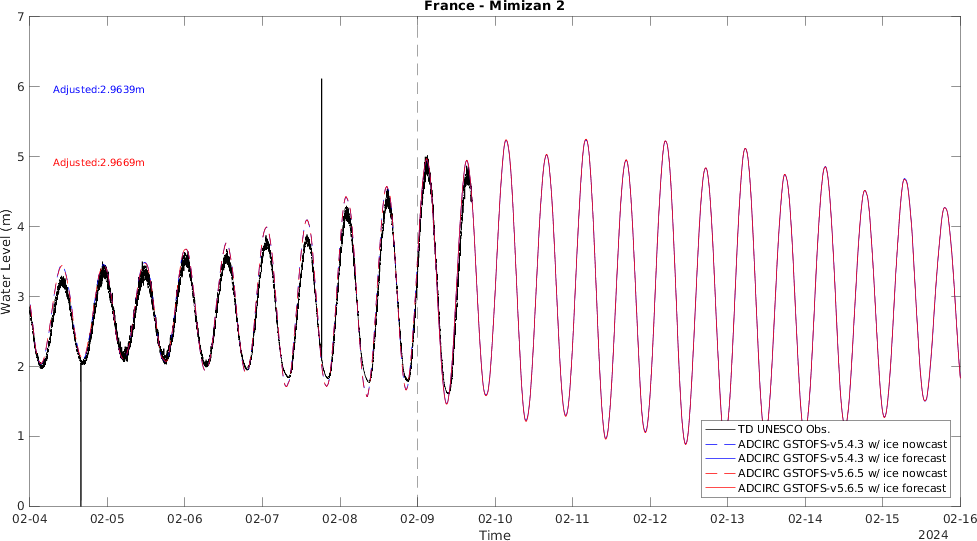 France - Mimizan 2
7
6
5
4
3
2
1
0
Water Level (m)
Adjusted:2.9639m
Adjusted:2.9669m
TD UNESCO Obs.
ADCIRC GSTOFS-v5.4.3 w/ ice nowcast
ADCIRC GSTOFS-v5.4.3 w/ ice forecast
ADCIRC GSTOFS-v5.6.5 w/ ice nowcast
ADCIRC GSTOFS-v5.6.5 w/ ice forecast
02-04 02-05 02-06 02-07 02-08 02-09 02-10 02-11 02-12 02-13 02-14 02-15 02-16
Time
2024